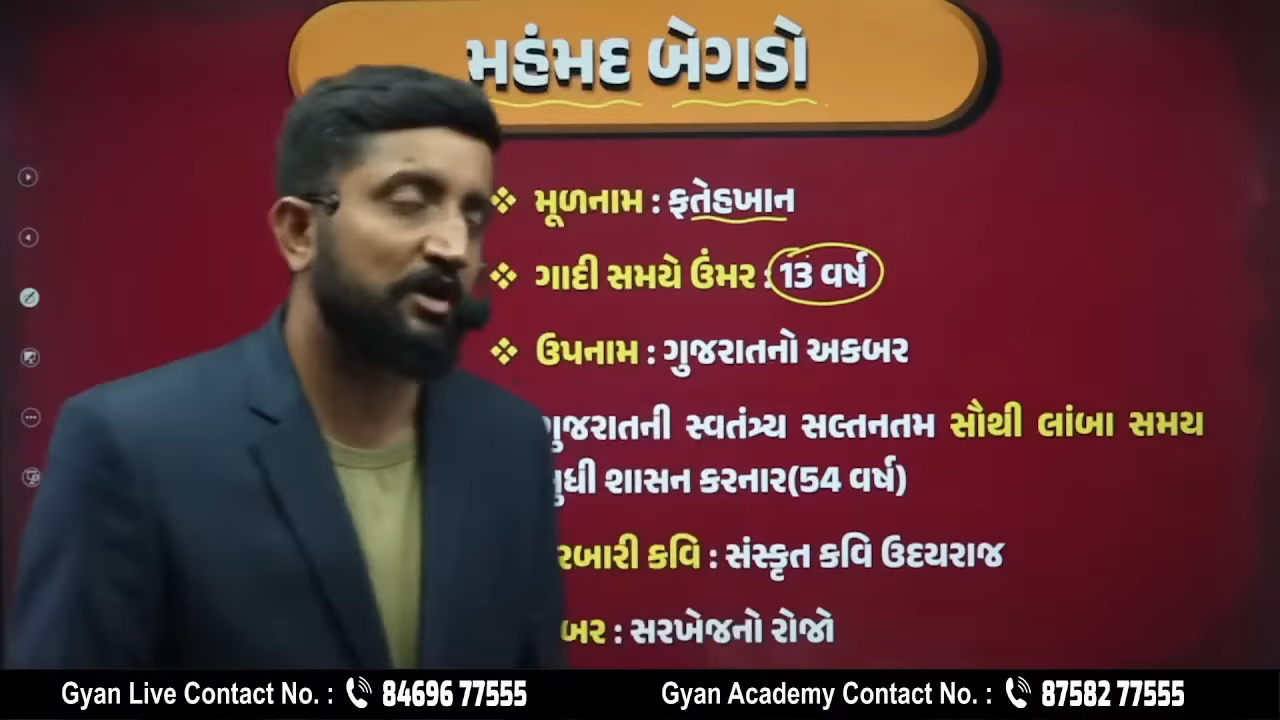 મહંમદ બેગડો
❖ મૂળનામ : ફતેહખાન
❖ ગાદી સમયે ઉંમર : 13 વર્ષ
❖ ઉપનામ : ગુજરાતનો અકબર
ગુજરાતની સ્વતંત્ર્ય સલ્તનતમ સૌથી લાંબા સમય
સુધી શાસન કરનાર(54 વર્ષ)
રબારી કવિ : સંસ્કૃત કવિ ઉદયરાજ
બર : સરખેજનો રોજો
Gyan Live Contact No. : 84696 77555 Gyan Academy Contact No. : 87582 77555